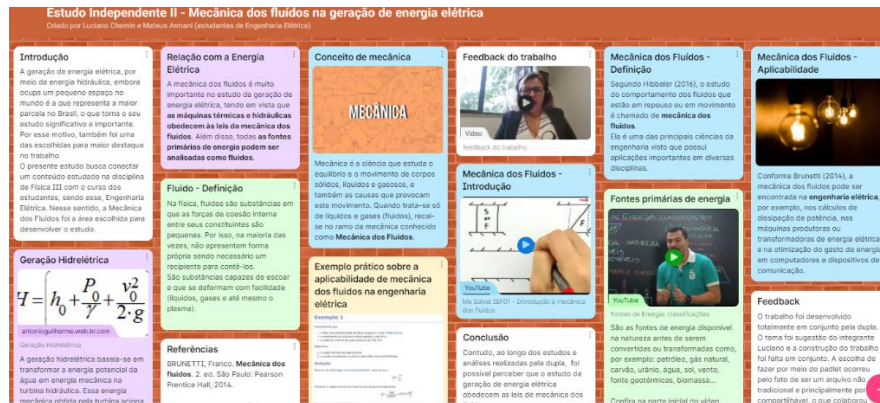 Estudo Independente II - Mecânica dos fluídos na geração de energia elétrica
Criado por Luciano Chemin e Mateus Armani (estudantes de Engenharia Elétrica)
Introdução
A geração de energia elétrica, por
meio da energia hidráulica, embora
ocupa um pequeno espaço no
mundo é a que representa a maior
parcela no Brasil, o que torna o seu
estudo significativo e importante.
Por esse motivo, também foi uma
das escolhidas para maior destaque
no trabalho.
O presente estudo busca conectar
um conteúdo estudado na disciplina
de Física III com o curso dos
estudantes, sendo esse, Engenharia
Elétrica. Nesse sentido, a Mecânica
dos Fluídos foi a área escolhida para
desenvolver o estudo.
Geração Hidrelétrica
antonioguilherme.web.br.com
Geração Hidrelétrica
A geração hidrelétrica baseia-se em
transformar a energia potencial da
água em energia mecânica na
turbina hidráulica. Essa energia
mecânica obtida pela turbina aciona
Relação com a Energia
Elétrica
A mecânica dos fluidos é muito
importante no estudo da geração de
energia elétrica, tendo em vista que
as máquinas térmicas e hidráulicas
obedecem às leis da mecânica dos
fluidos. Além disso, todas as fontes
primárias de energia podem ser
analisadas como fluidos.
Fluido - Definição
Na física, fluídos são substâncias em
que as forças de coesão interna
entre seus constituintes são
pequenas. Por isso, na maioria das
vezes, não apresentam forma
própria sendo necessário um
recipiente para contê-los.
São substâncias capazes de escoar
e que se deformam com facilidade
(líquidos, gases e até mesmo o
plasma).
Referências
BRUNETTI, Franco. Mecânica dos
fluidos. 2. ed. São Paulo: Pearson
Prentice Hall, 2014.
Conceito de mecânica
MECÂNICA
Mecânica é a ciência que estuda o
equilíbrio e o movimento de corpos
sólidos, líquidos e gasosos, e
também as causas que provocam
este movimento. Quando trata-se só
de líquidos e gases (fluídos), recai-
se no ramo da mecânica conhecido
como Mecânica dos Fluidos.
Exemplo prático sobre a
aplicabilidade de mecânica
dos fluídos na engenharia
elétrica
Exemplo 1
Feedback do trabalho
Vídeo
feedback do trabalho
Mecânica dos Fluidos -
Introdução
YouTube
Me Salva! (EF01 - Introdução à mecânica
dos fluidos
Conclusão
Contudo, ao longo dos estudos e
análises realizadas pela dupla, foi
possível perceber que o estudo da
geração de energia elétrica
obedecem as leis de mecânica dos
Mecânica dos Fluídos -
Definição
Segundo Hibbeler (2016), o estudo
do comportamento dos fluidos que
estão em repouso ou em movimento
é chamado de mecânica dos
fluidos.
Ela é uma das principais ciências da
engenharia visto que possui
aplicações importantes em diversas
disciplinas.
Fontes primárias de energia
YouTube
Fontes de Energia: classificações
São as fontes de energia disponível
na natureza antes de serem
convertidas ou transformadas como,
por exemplo: petróleo, gás natural,
carvão, urânio, água, sol, vento,
fonte geotérmicas, biomassa...
Confira na parte inicial do vídeo
Mecânica dos Fluidos -
Aplicabilidade
Conforme Brunetti (2014), a
mecânica dos fluídos pode ser
encontrada na engenharia elétrica,
por exemplo, nos cálculos de
dissipação de potência, nas
máquinas produtoras ou
transformadoras de energia elétrica
e na otimização do gasto de energia
em computadores e dispositivos de
comunicação.
Feedback
O trabalho foi desenvolvido
totalmente em conjunto pela dupla.
O tema foi sugestão do integrante
Luciano e a construção do trabalho
foi feita em conjunto. A escolha de
fazer por meio do padlet ocorreu
pelo fato de ser um arquivo não
tradicional e principalmente por
compartilhável, o que colaborou